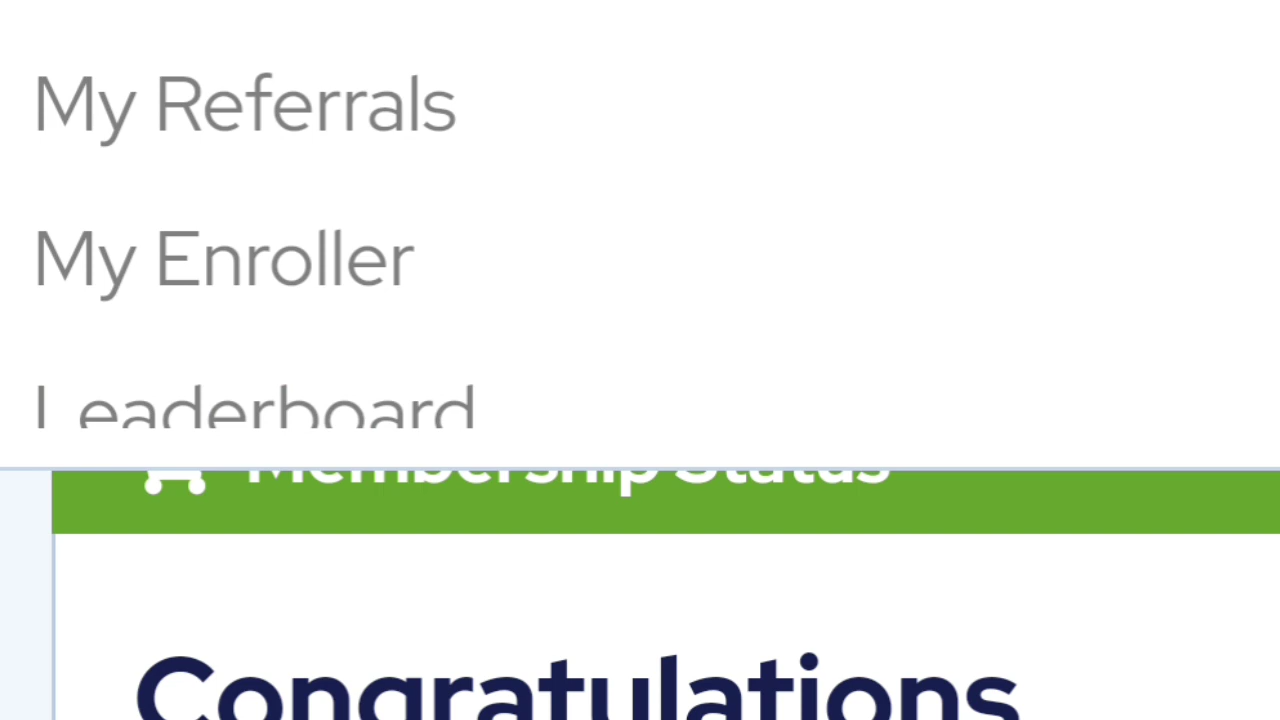 My Referrals
My Enroller
Leaderboard
Membership Status
Congratulations